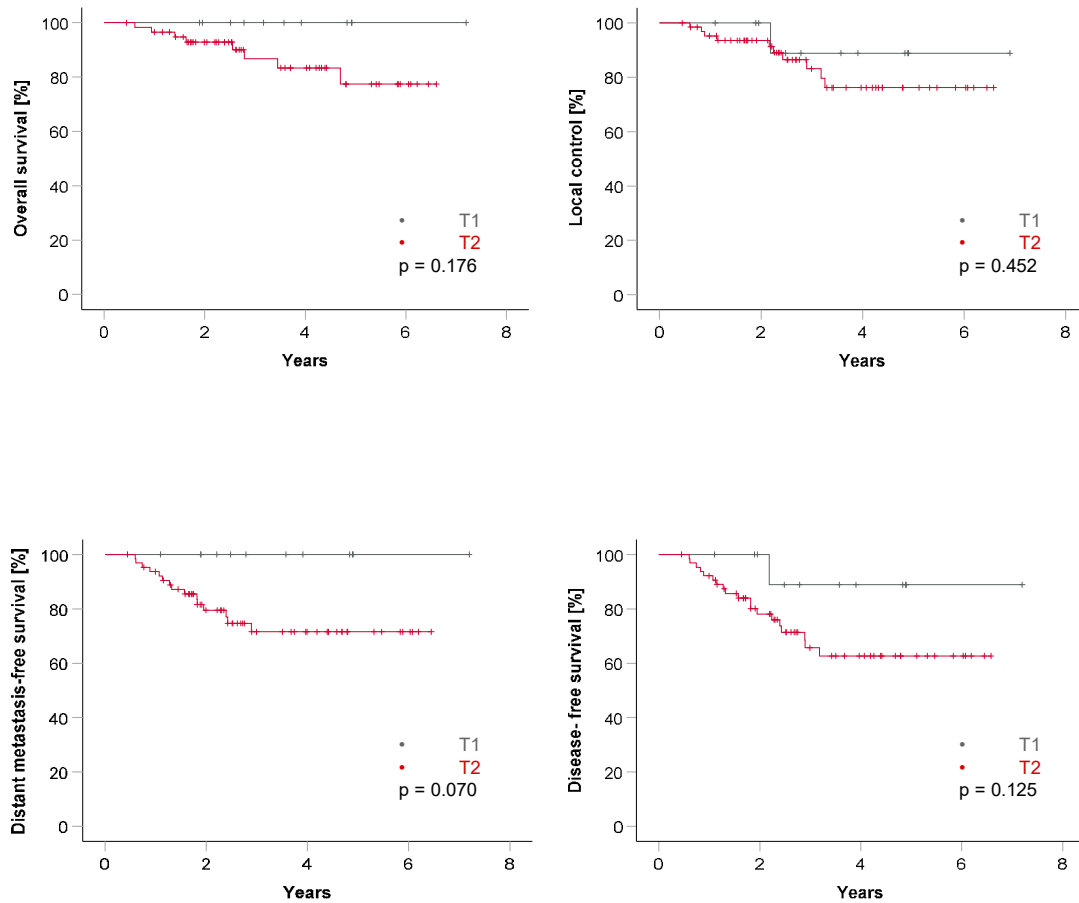 Overall survival [%]
100
80
60
40
20
0
T1
T2
p = 0.176
0 2 4 6 8
Years
Local control [%]
100
80
60
40
20
0
T1
T2
p = 0.452
0 2 4 6 8
Years
Distant metastasis-free survival [%]
100
80
60
40
20
0
T1
T2
p = 0.070
0 2 4 6 8
Years
Disease- free survival [%]
100
80
60
40
20
0
T1
T2
p = 0.125
0 2 4 6 8
Years